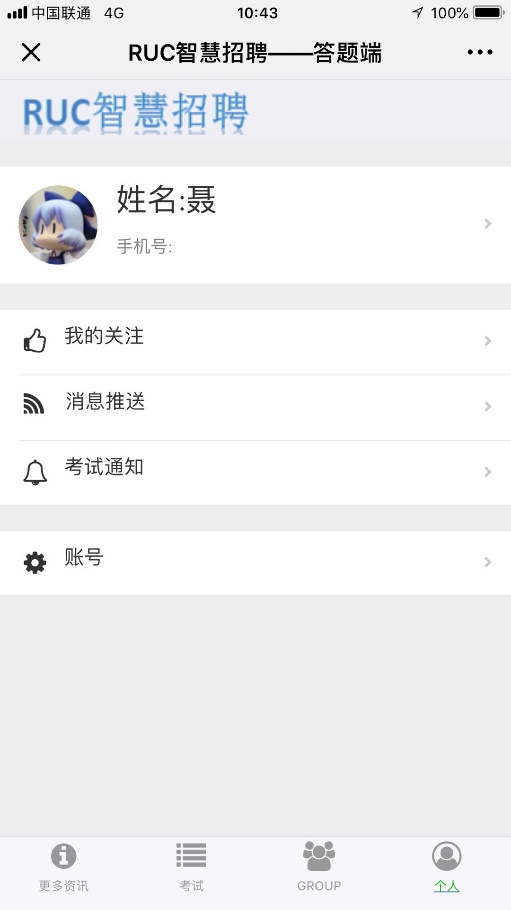 中国联通 4G 10:43 100%
RUC智慧招聘——答题端
RUC智慧招聘
姓名:聂
手机号:
我的关注
消息推送
考试通知
账号
更多资讯 考试 GROUP 个人